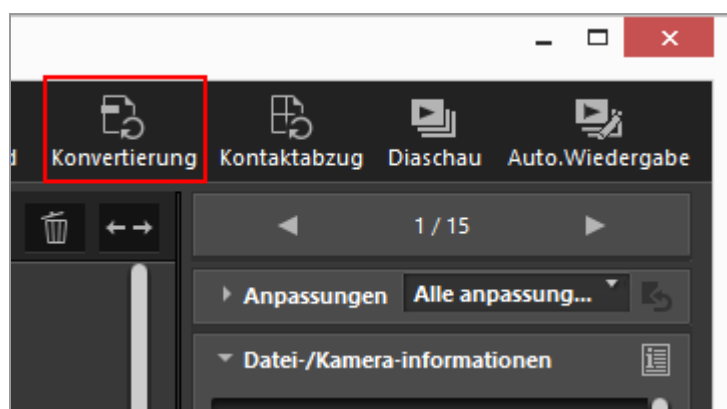 Konvertierung Kontaktabzug Diaschau Auto.Wiedergabe
1 / 15
Anpassungen Alle anpassung...
Datei-/Kamera-informationen